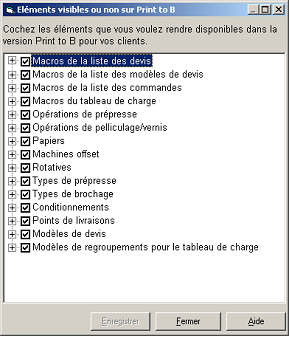 Eléments visibles ou non sur Print to B
Cochez les éléments que vous voulez rendre disponibles dans la
version Print to B pour vos clients.
Macros de la liste des devis
Macros de la liste des modèles de devis
Macros de la liste des commandes
Macros du tableau de charge
Opérations de prépresse
Opérations de pelliculage/vernis
Papiers
Machines offset
Rotatives
Types de prépresse
Types de brochage
Conditionnements
Points de livraisons
Modèles de devis
Modèles de regroupements pour le tableau de charge
Enregistrer Fermer Aide